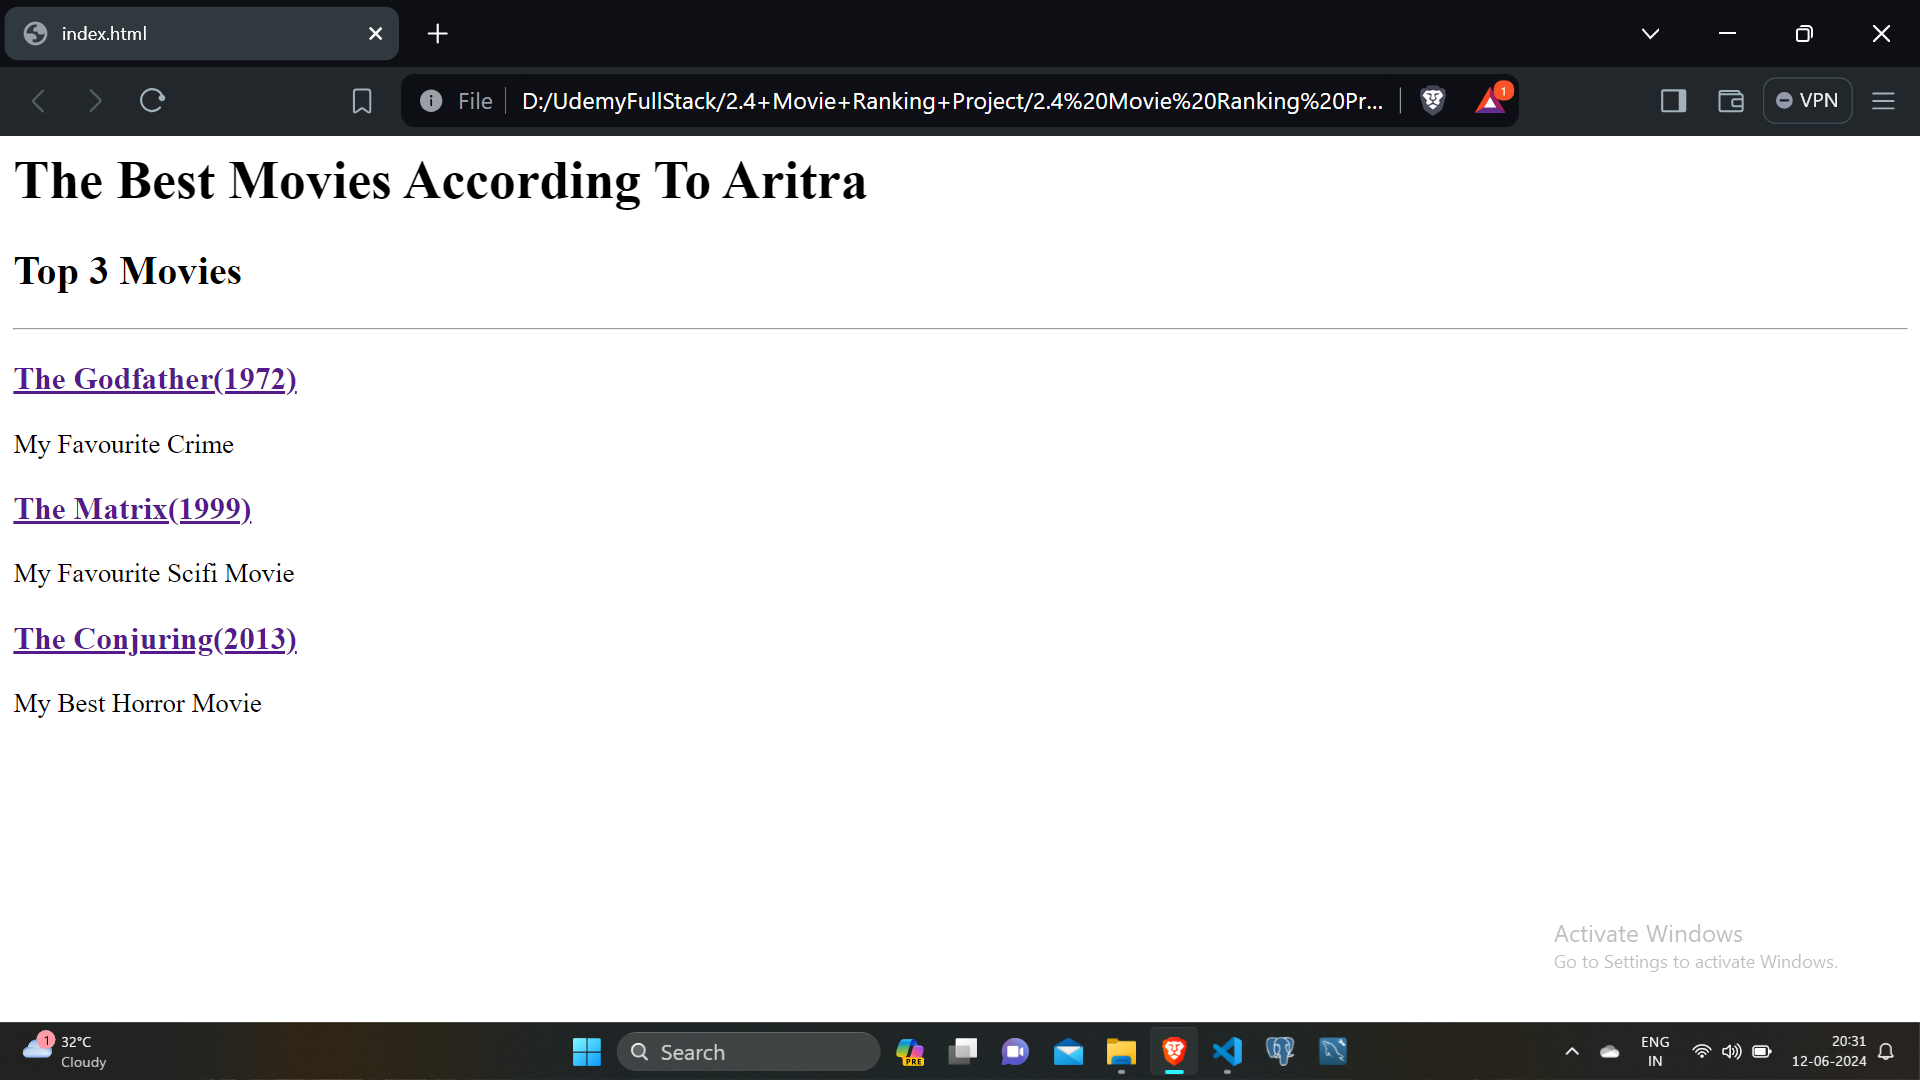 index.html
File
D:/UdemyFullStack/2.4+Movie+Ranking+Project/2.4%20Movie%20Ranking%20Pr...
1
VPN
The Best Movies According To Aritra
Top 3 Movies
The Godfather(1972)
My Favourite Crime
The Matrix(1999)
My Favourite Scifi Movie
The Conjuring(2013)
My Best Horror Movie
Activate Windows
Go to Settings to activate Windows.
1
32°C
Cloudy
Search
PRE
ENG
IN
20:31
12-06-2024